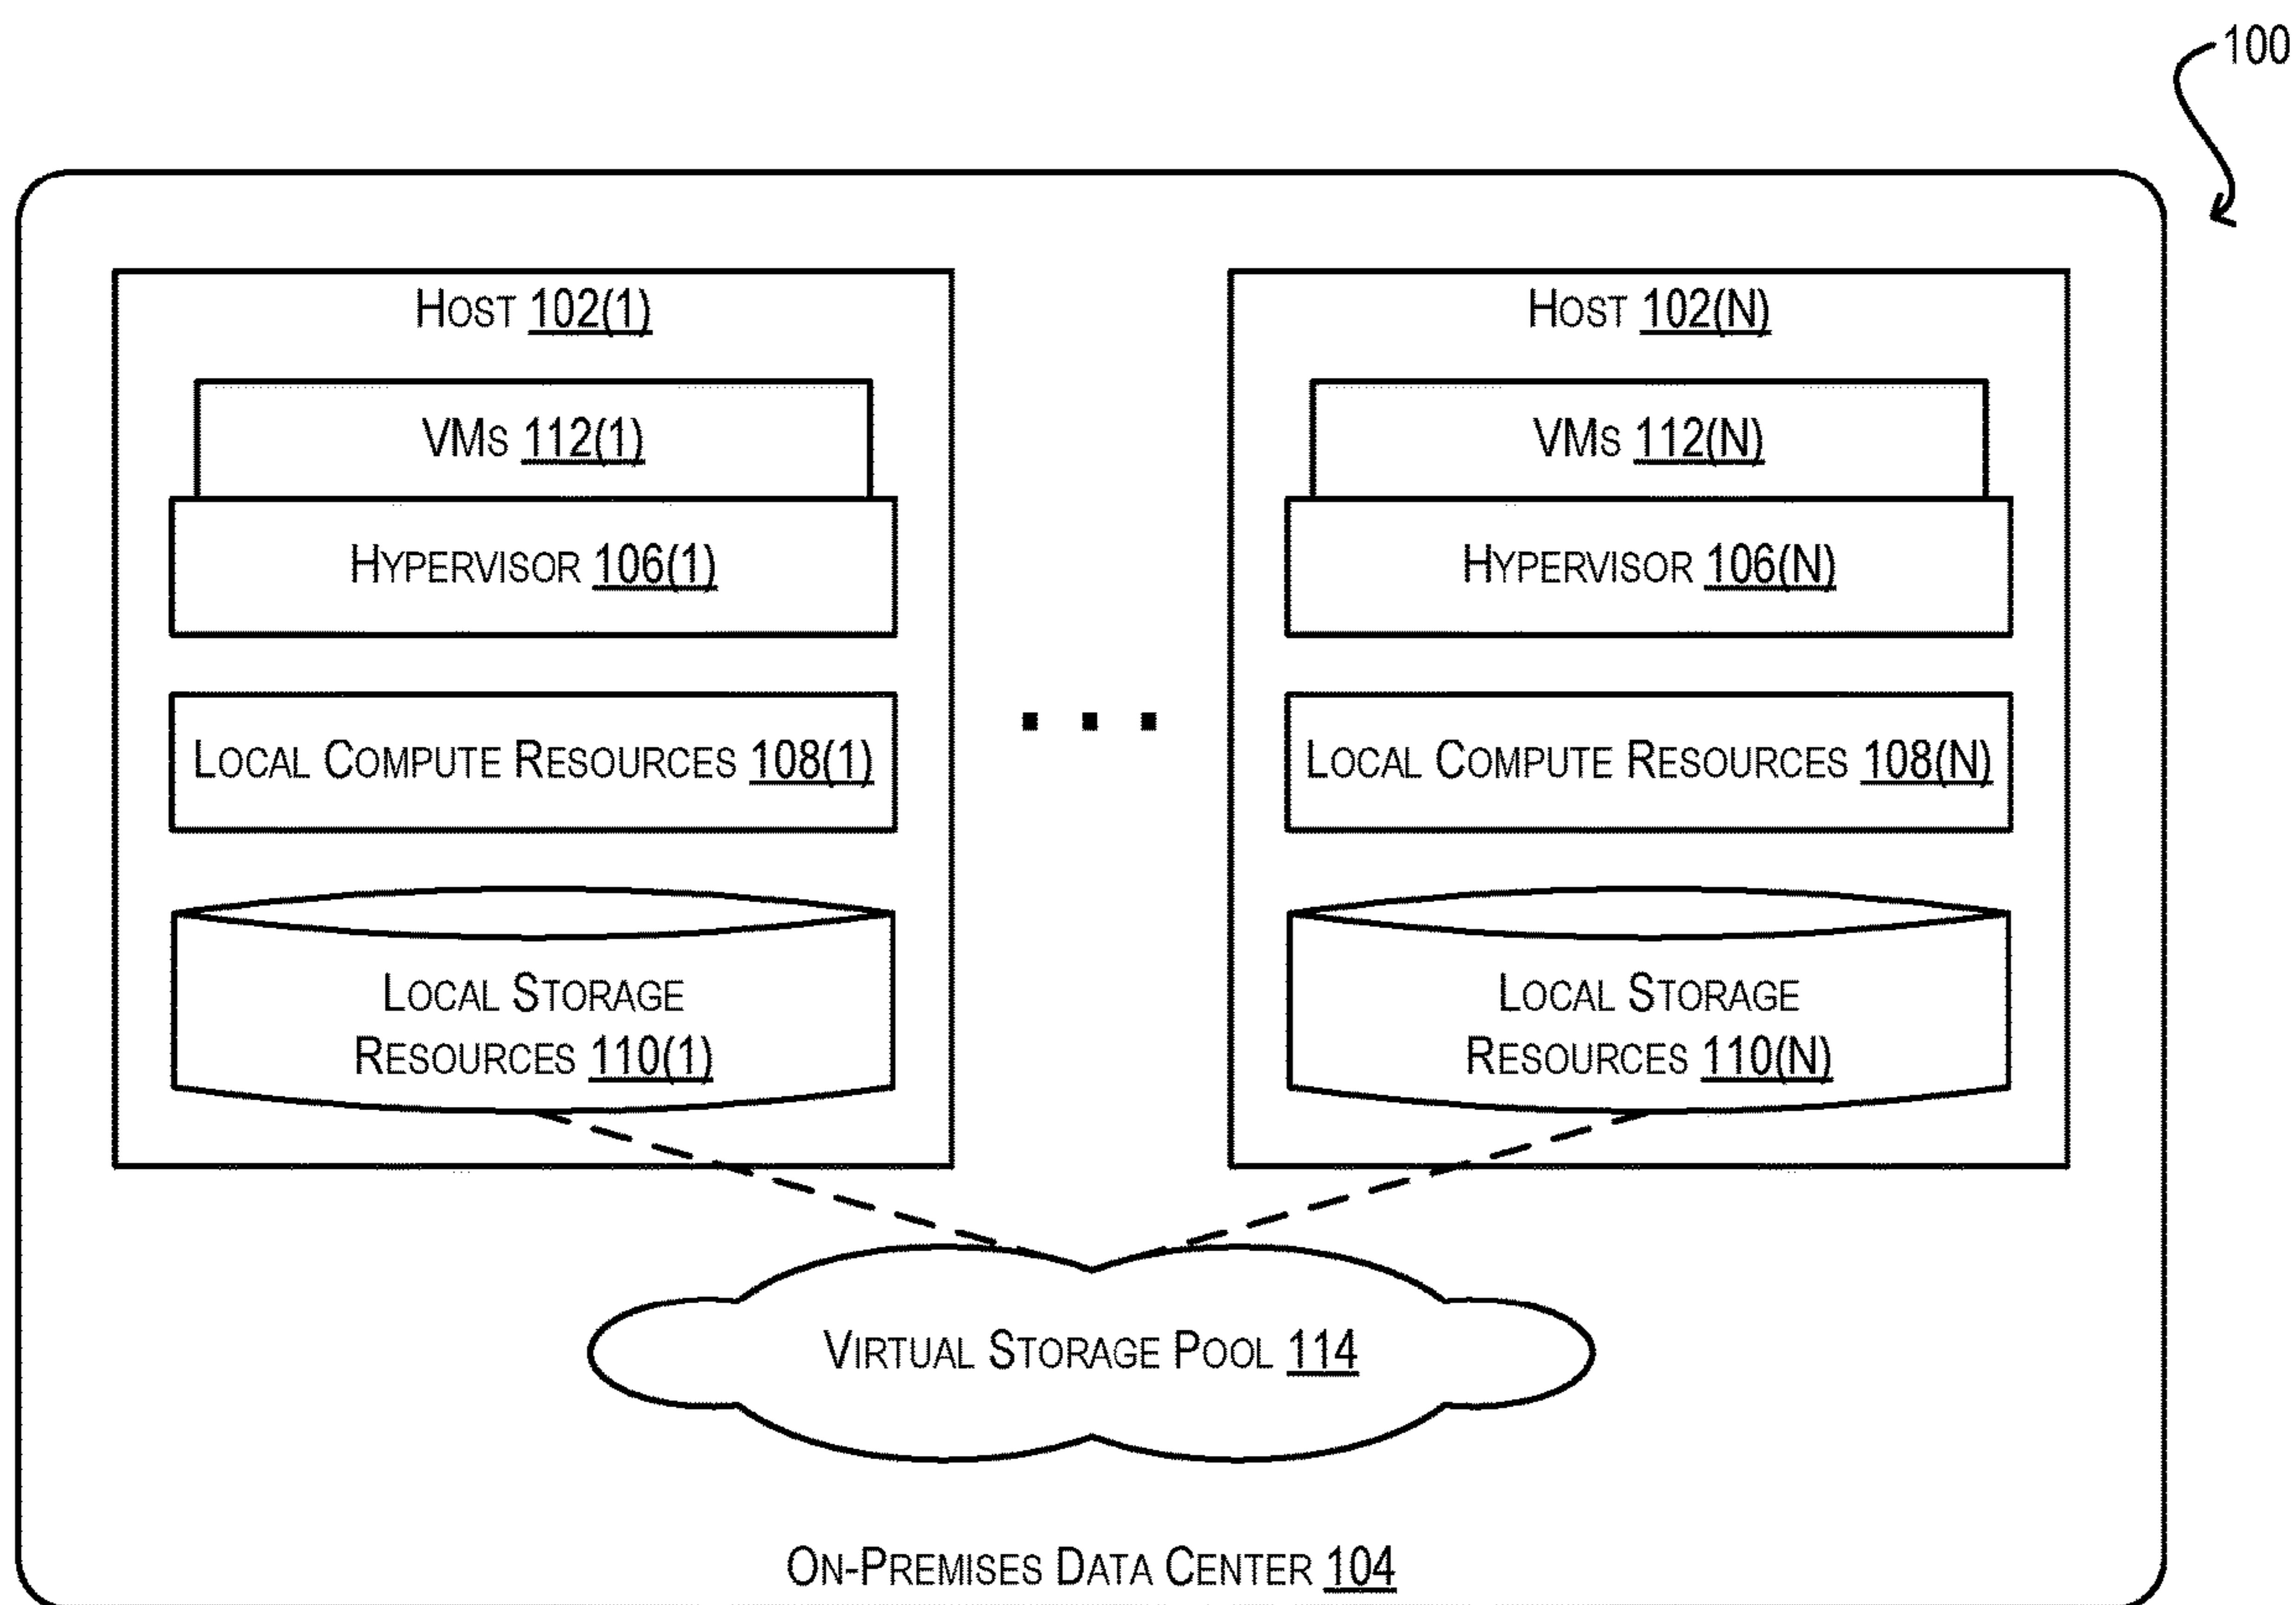 100
HOST 102(1)
VMS 112(1)
HYPERVISOR 106(1)
LOCAL COMPUTE RESOURCES 108(1)
LOCAL STORAGE
RESOURCES 110(1)
. . .
HOST 102(N)
VMS 112(N)
HYPERVISOR 106(N)
LOCAL COMPUTE RESOURCES 108(N)
LOCAL STORAGE
RESOURCES 110(N)
VIRTUAL STORAGE POOL 114
ON-PREMISES DATA CENTER 104